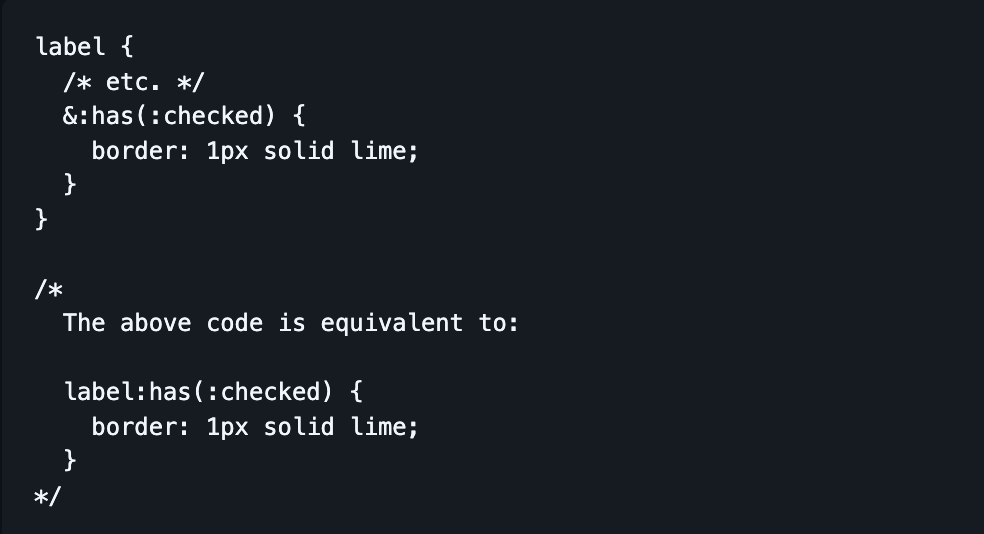 label {
  /* etc. */
  &:has(:checked) {
    border: 1px solid lime;
  }
}

/*
  The above code is equivalent to:

  label:has(:checked) {
    border: 1px solid lime;
  }
*/